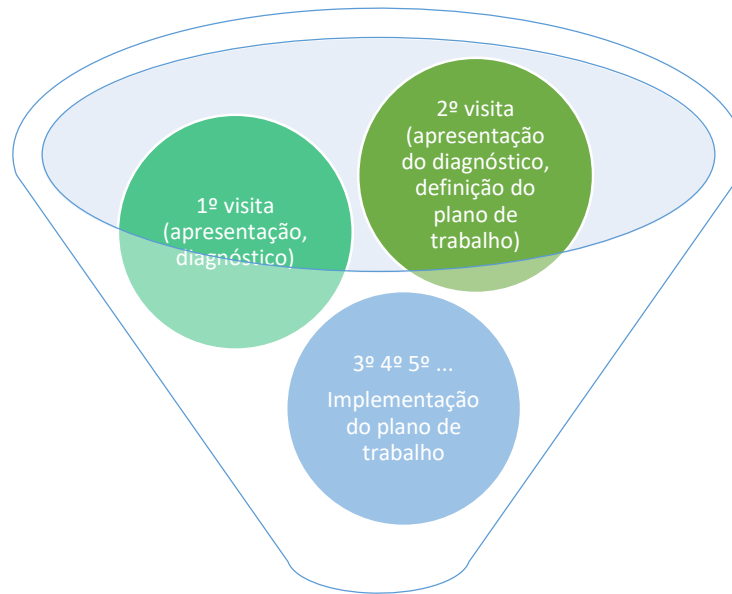 1º visita
(apresentação,
diagnóstico)
2º visita
(apresentação
do diagnóstico,
definição do
plano de
trabalho)
3º 4º 5º ...
Implementação
do plano de
trabalho